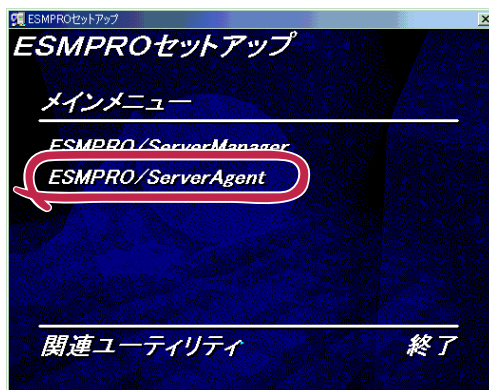 ESMPROセットアップ
ESMPROセットアップ
メインメニュー
ESMPRO/ServerManager
ESMPRO/ServerAgent
関連ユーティリティ
終了